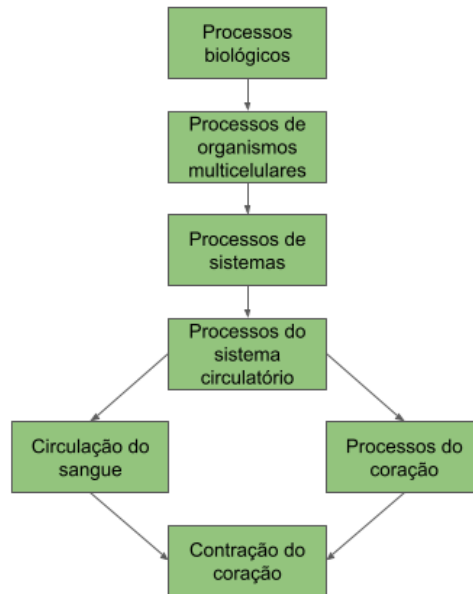 Processos
biológicos
Processos de
organismos
multicelulares
Processos de
sistemas
Processos do
sistema
circulatório
Circulação do
sangue
Processos do
coração
Contração do
coração